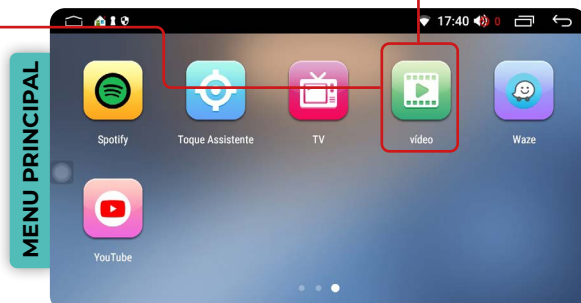 17:40 0
MENU PRINCIPAL
Spotify Toque Assistente TV vídeo Waze
YouTube